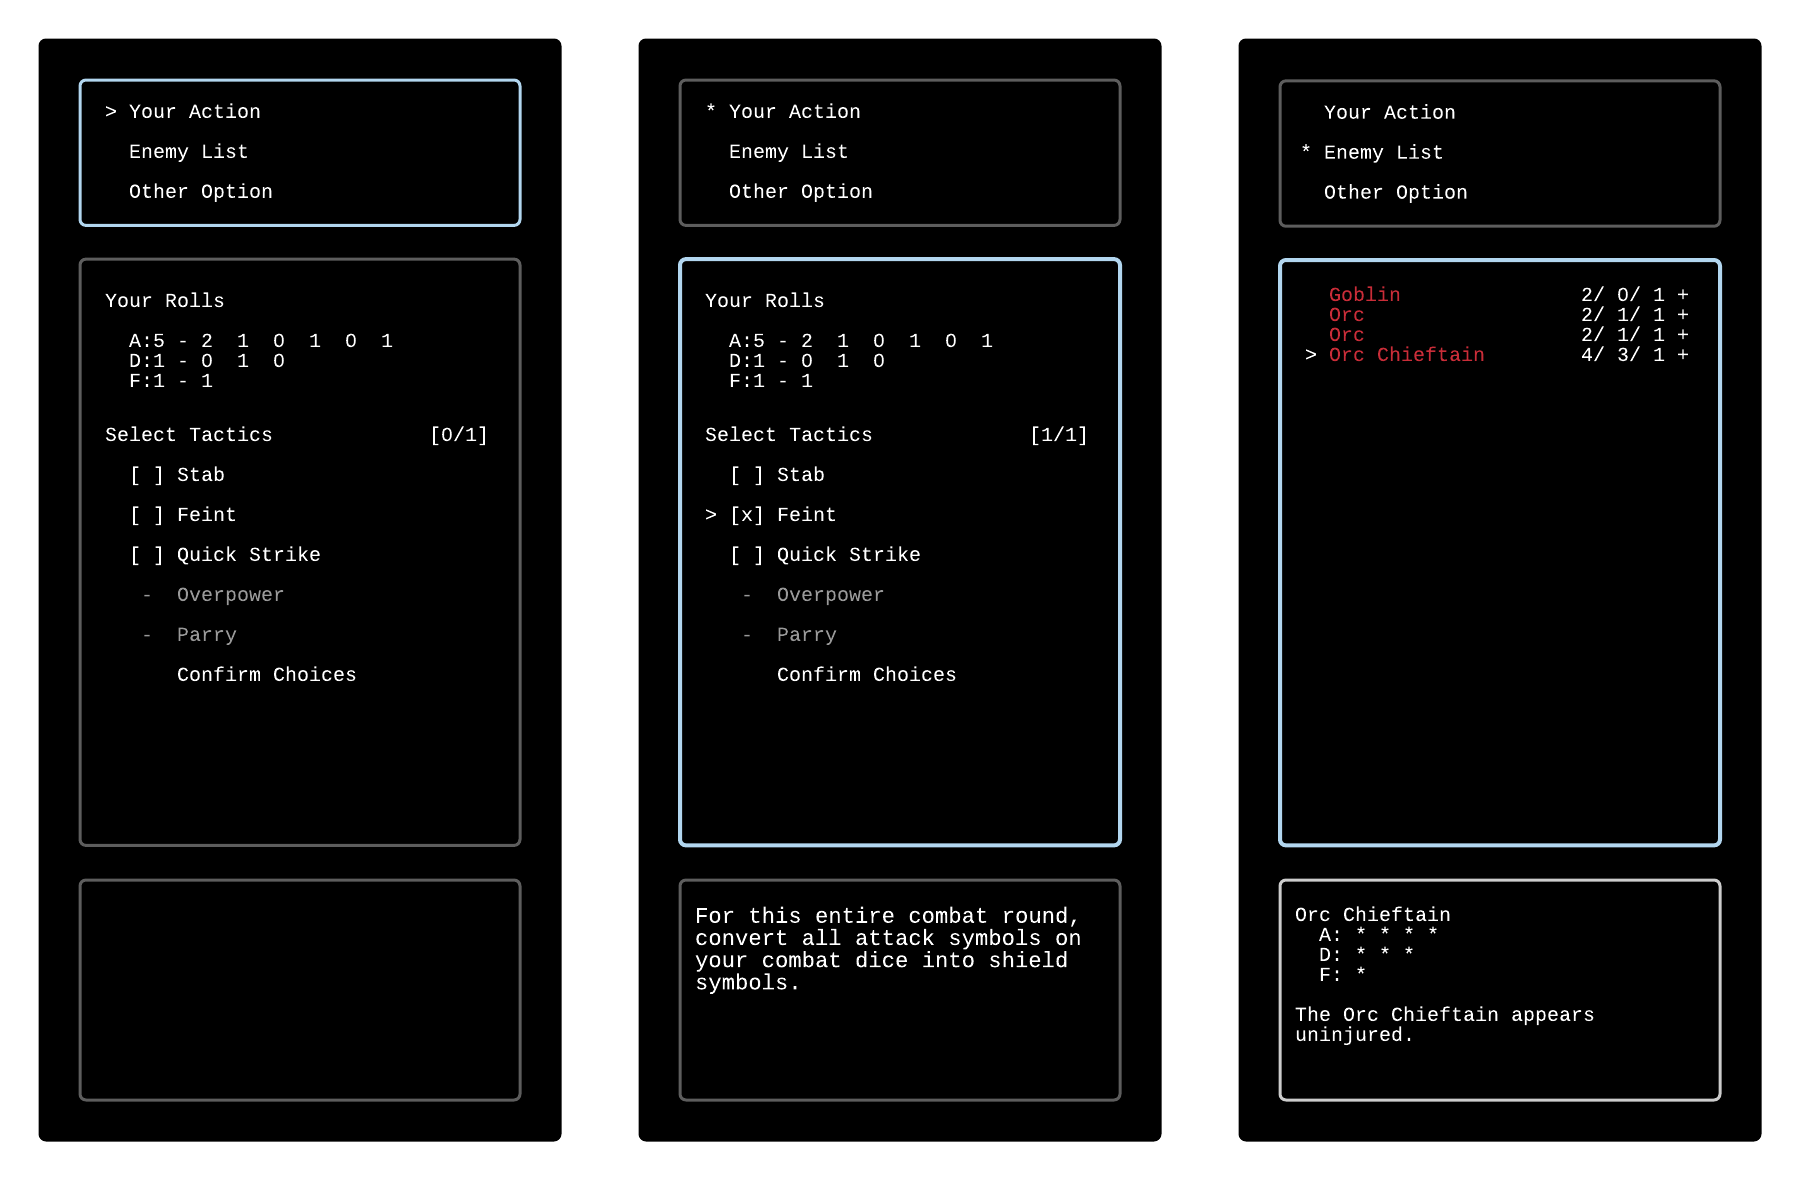 > Your Action
Enemy List
Other Option
Your Rolls
A:5 - 2 1 0 1 0 1
D:1 - 0 1 0
F:1 - 1
Select Tactics [0/1]
[ ] Stab
[ ] Feint
[ ] Quick Strike
- Overpower
- Parry
Confirm Choices
* Your Action
Enemy List
Other Option
Your Rolls
A:5 - 2 1 0 1 0 1
D:1 - 0 1 0
F:1 - 1
Select Tactics [1/1]
[ ] Stab
> [x] Feint
[ ] Quick Strike
- Overpower
- Parry
Confirm Choices
For this entire combat round,
convert all attack symbols on
your combat dice into shield
symbols.
Your Action
* Enemy List
Other Option
Goblin 2/ 0/ 1 +
Orc 2/ 1/ 1 +
Orc 2/ 1/ 1 +
> Orc Chieftain 4/ 3/ 1 +
Orc Chieftain
A: * * * *
D: * * *
F: *
The Orc Chieftain appears
uninjured.